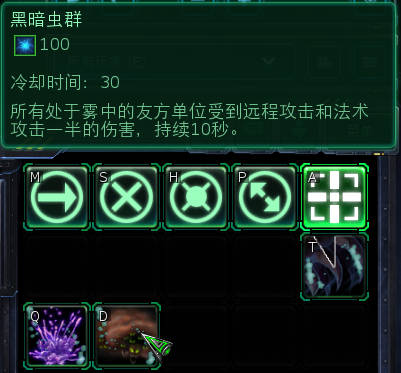 黑暗虫群
100
冷却时间: 30
所有处于雾中的友方单位受到远程攻击和法术
攻击一半的伤害，持续10秒。
M S H P A
T
Q D